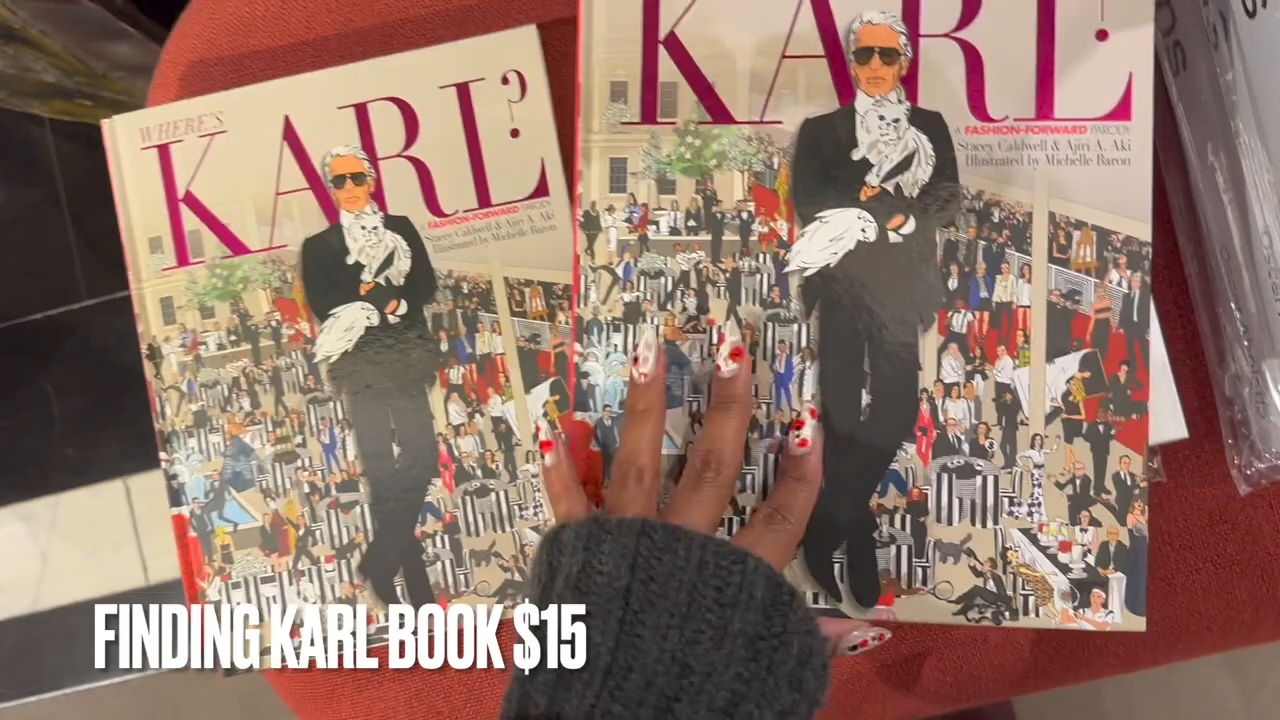 WHERE'S
KARL?
A FASHION-FORWARD PARODY
Stacey Caldwell & Ajiri A. Aki
Illustrated by Michelle Baron
KARL?
A FASHION-FORWARD PARODY
Stacey Caldwell & Ajiri A. Aki
Illustrated by Michelle Baron
FINDING KARL BOOK $15